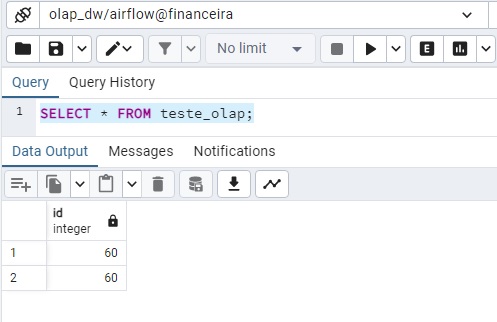 olap_dw/airflow@financeira
No limit
E
Query Query History
1 SELECT * FROM teste_olap;
Data Output Messages Notifications
id
integer
1 60
2 60